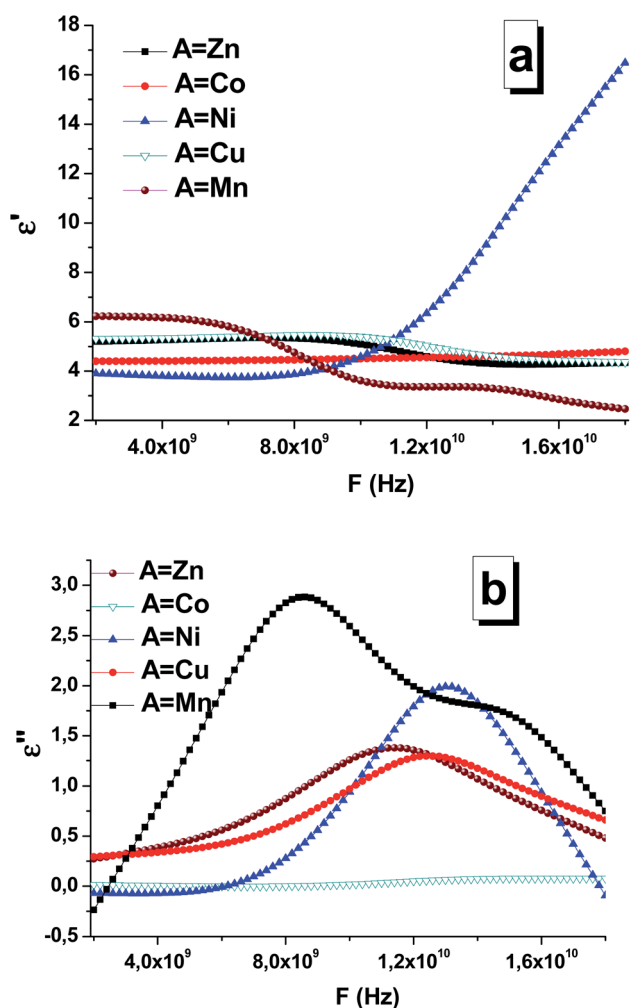 18
16
14
12
10
8
6
4
2
ε'
A=Zn
A=Co
A=Ni
A=Cu
A=Mn
a
4.0x10⁹
8.0x10⁹
1.2x10¹⁰
1.6x10¹⁰
F (Hz)
3,0
2,5
2,0
1,5
1,0
0,5
0,0
-0,5
ε"
A=Zn
A=Co
A=Ni
A=Cu
A=Mn
b
4,0x10⁹
8,0x10⁹
1,2x10¹⁰
1,6x10¹⁰
F (Hz)